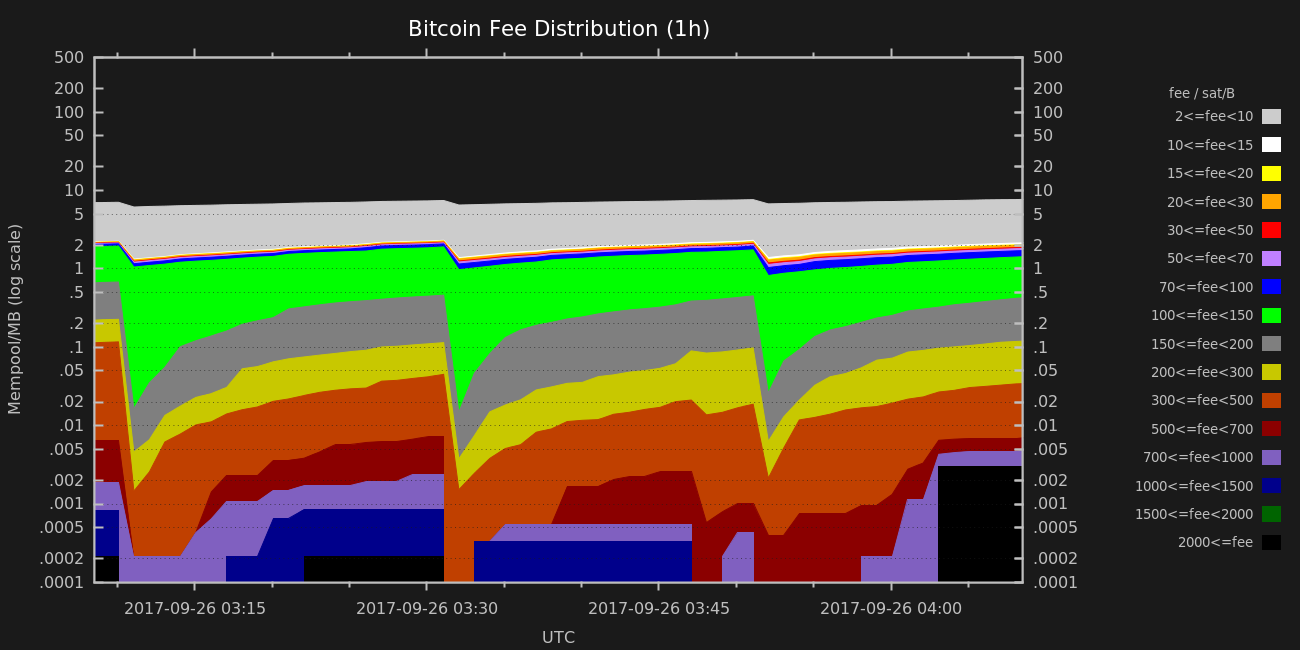 Bitcoin Fee Distribution (1h)
500
200
100
50
20
10
5
2
1
.5
.2
.1
.05
.02
.01
.005
.002
.001
.0005
.0002
.0001
Mempool/MB (log scale)
500
200
100
50
20
10
5
2
1
.5
.2
.1
.05
.02
.01
.005
.002
.001
.0005
.0002
.0001
2017-09-26 03:15
2017-09-26 03:30
2017-09-26 03:45
2017-09-26 04:00
UTC
fee / sat/B
2<=fee<10
10<=fee<15
15<=fee<20
20<=fee<30
30<=fee<50
50<=fee<70
70<=fee<100
100<=fee<150
150<=fee<200
200<=fee<300
300<=fee<500
500<=fee<700
700<=fee<1000
1000<=fee<1500
1500<=fee<2000
2000<=fee